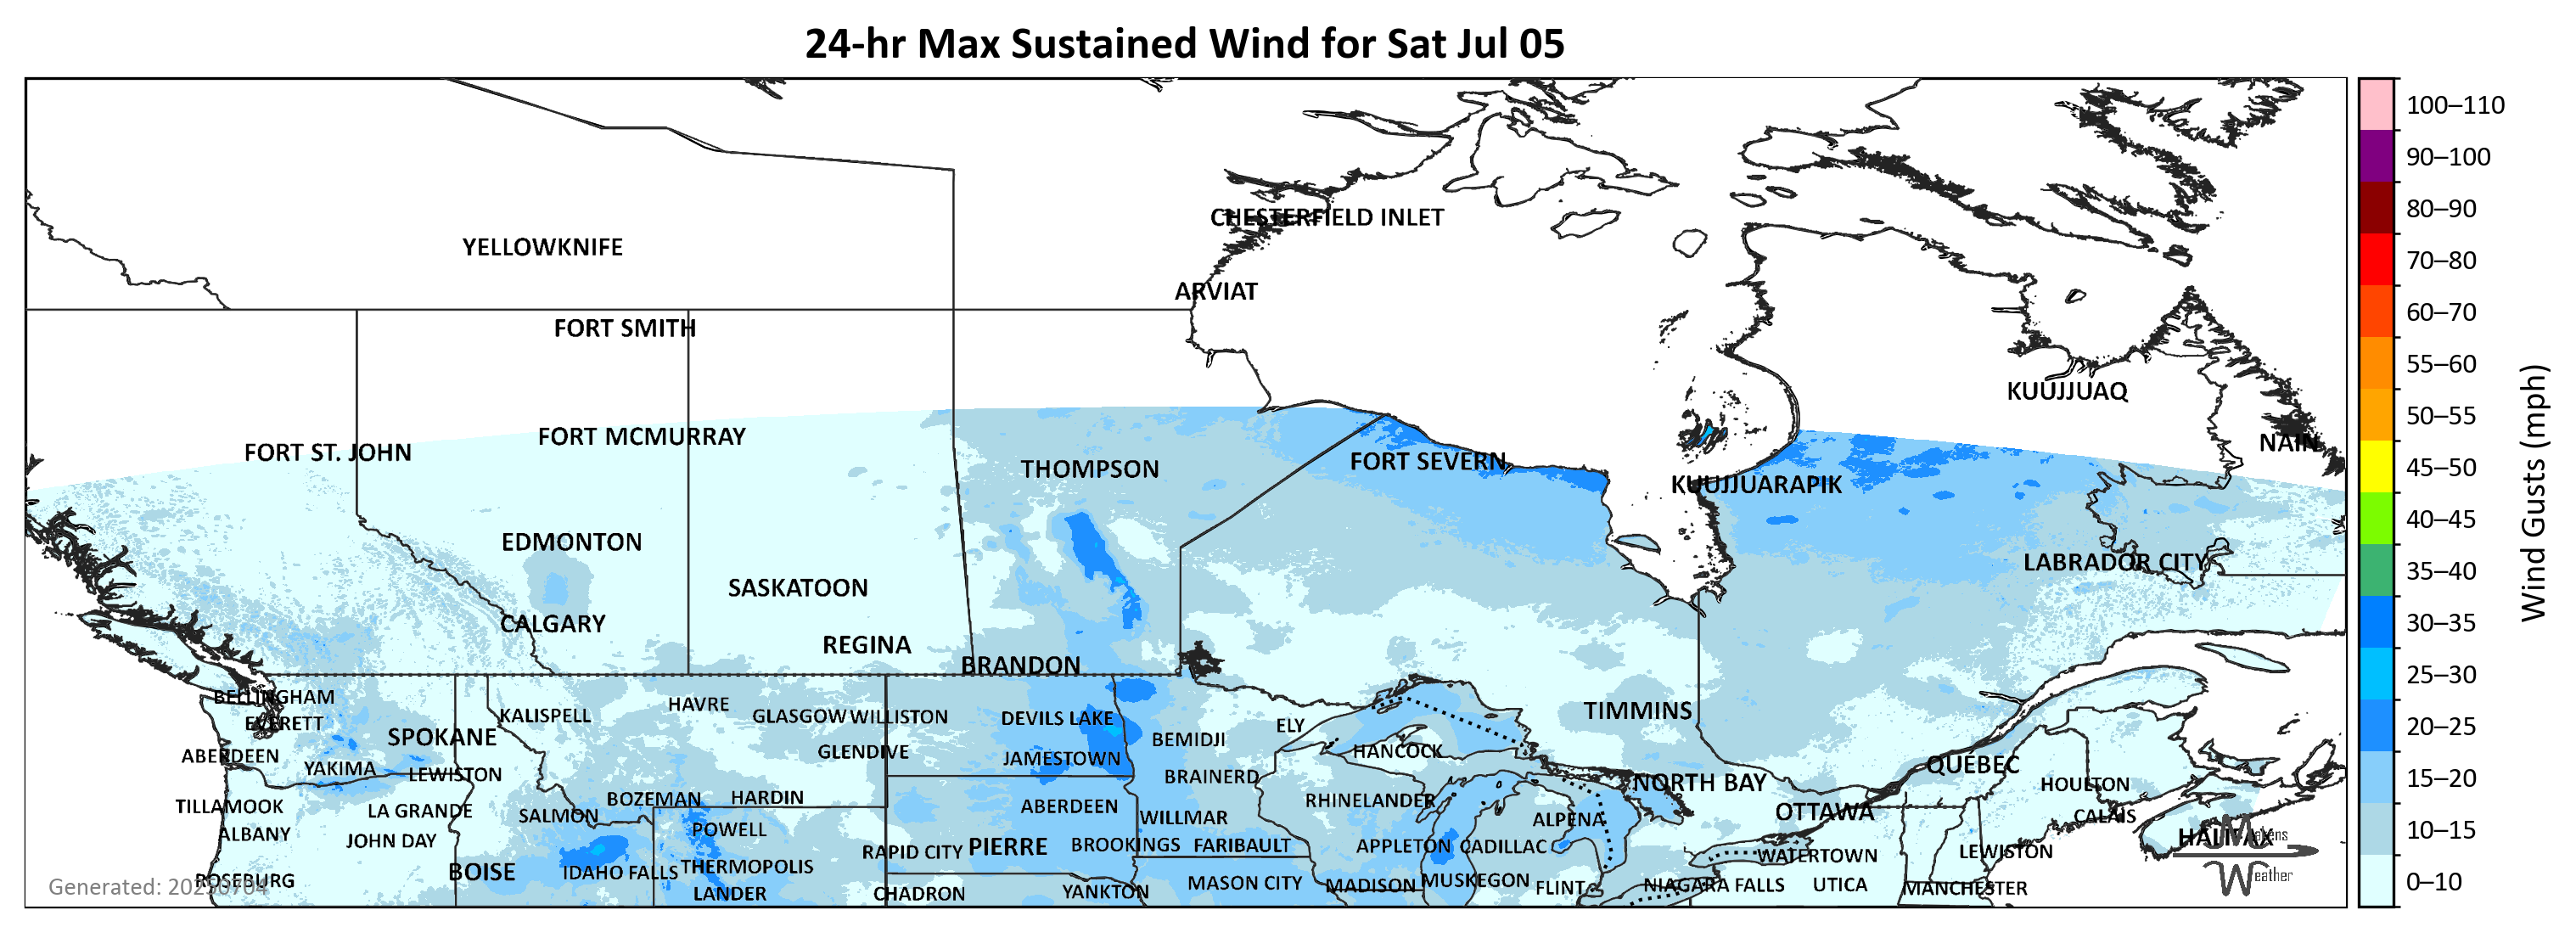 24-hr Max Sustained Wind for Sat Jul 05
100–110
90–100
80–90
70–80
60–70
55–60
50–55
45–50
40–45
35–40
30–35
25–30
20–25
15–20
10–15
0–10
Wind Gusts (mph)
CHESTERFIELD INLET
YELLOWKNIFE
ARVIAT
FORT SMITH
KUUJJUAQ
FORT MCMURRAY
NAIN
FORT ST. JOHN
FORT SEVERN
THOMPSON
KUUJJUARAPIK
EDMONTON
LABRADOR CITY
SASKATOON
CALGARY
REGINA
BRANDON
BELLINGHAM
HAVRE
TIMMINS
KALISPELL
GLASGOW
WILLISTON
DEVILS LAKE
EVERETT
ELY
SPOKANE
BEMIDJI
GLENDIVE
HANCOCK
ABERDEEN
JAMESTOWN
QUÉBEC
YAKIMA
LEWISTON
BRAINERD
NORTH BAY
HOULTON
BOZEMAN
HARDIN
RHINELANDER
TILLAMOOK
LA GRANDE
ABERDEEN
OTTAWA
SALMON
WILLMAR
ALPENA
CALAIS
ALBANY
POWELL
HALIFAX
JOHN DAY
RAPID CITY
PIERRE
BROOKINGS
FARIBAULT
APPLETON
CADILLAC
LEWISTON
WATERTOWN
BOISE
IDAHO FALLS
THERMOPOLIS
ROSEBURG
MASON CITY
MADISON
MUSKEGON
FLINT
NIAGARA FALLS
UTICA
MANCHESTER
LANDER
CHADRON
YANKTON
Generated: 20250704
Weather